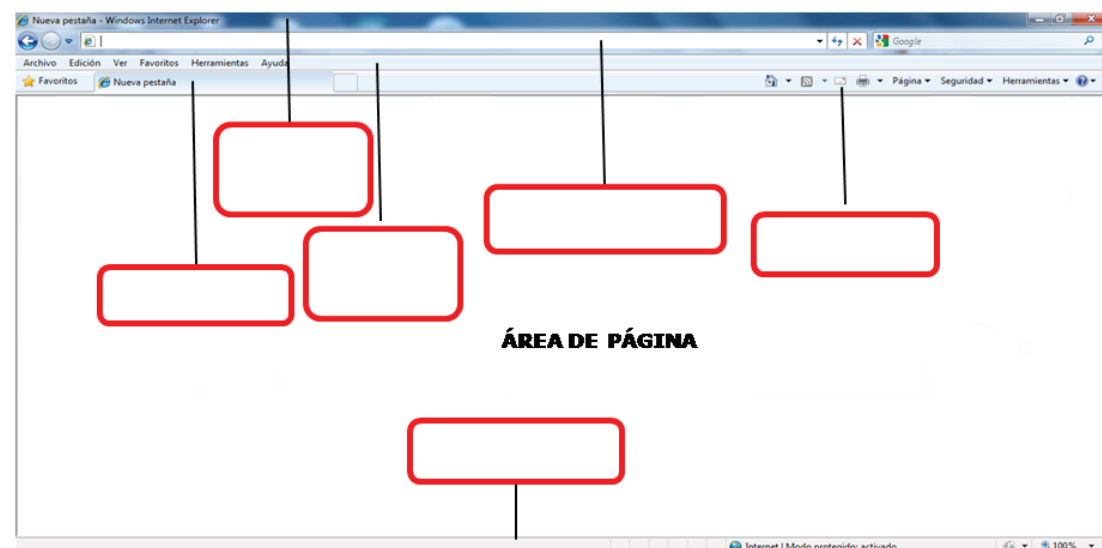 Nueva pestaña - Windows Internet Explorer
Google
Archivo Edición Ver Favoritos Herramientas Ayuda
Favoritos Nueva pestaña Página Seguridad Herramientas
ÁREA DE PÁGINA
Internet | Modo protegido: activado 100%